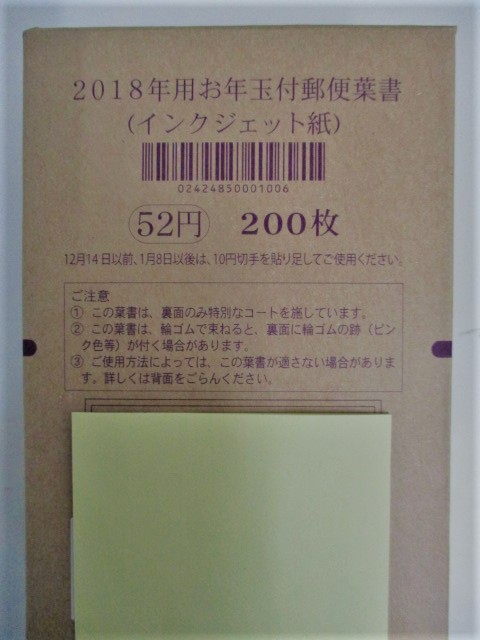 2018年用お年玉付郵便葉書
(インクジェット紙)
02424850001006
52円 200枚
12月14日以前、1月8日以後は、10円切手を貼り足してご使用ください。
ご注意
① この葉書は、裏面のみ特別なコートを施しています。
② この葉書は、輪ゴムで束ねると、裏面に輪ゴムの跡（ピン
ク色等）が付く場合があります。
③ ご使用方法によっては、この葉書が適さない場合がありま
す。詳しくは背面をごらんください。